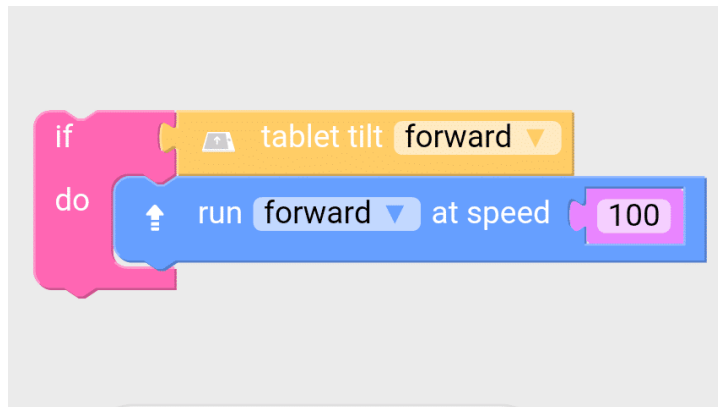 if tablet tilt forward
do run forward at speed 100